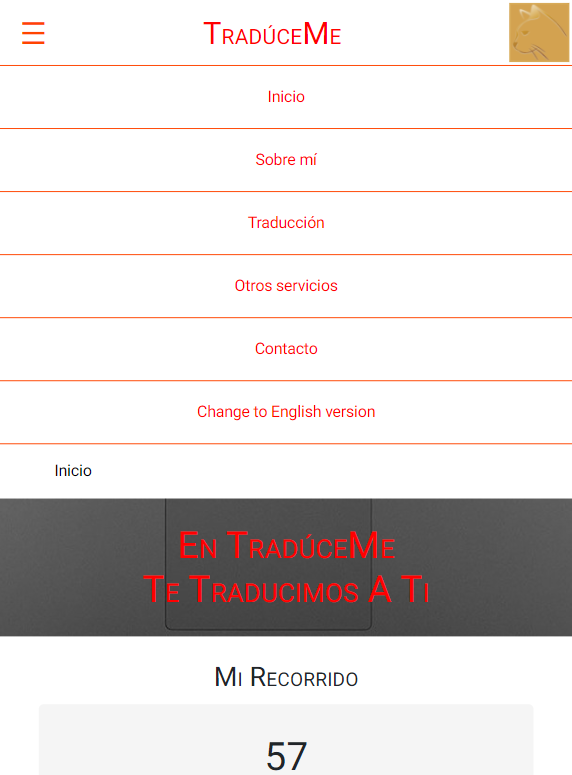 TradúceMe
Inicio
Sobre mí
Traducción
Otros servicios
Contacto
Change to English version
Inicio
En TradúceMe
Te Traducimos A Ti
Mi Recorrido
57